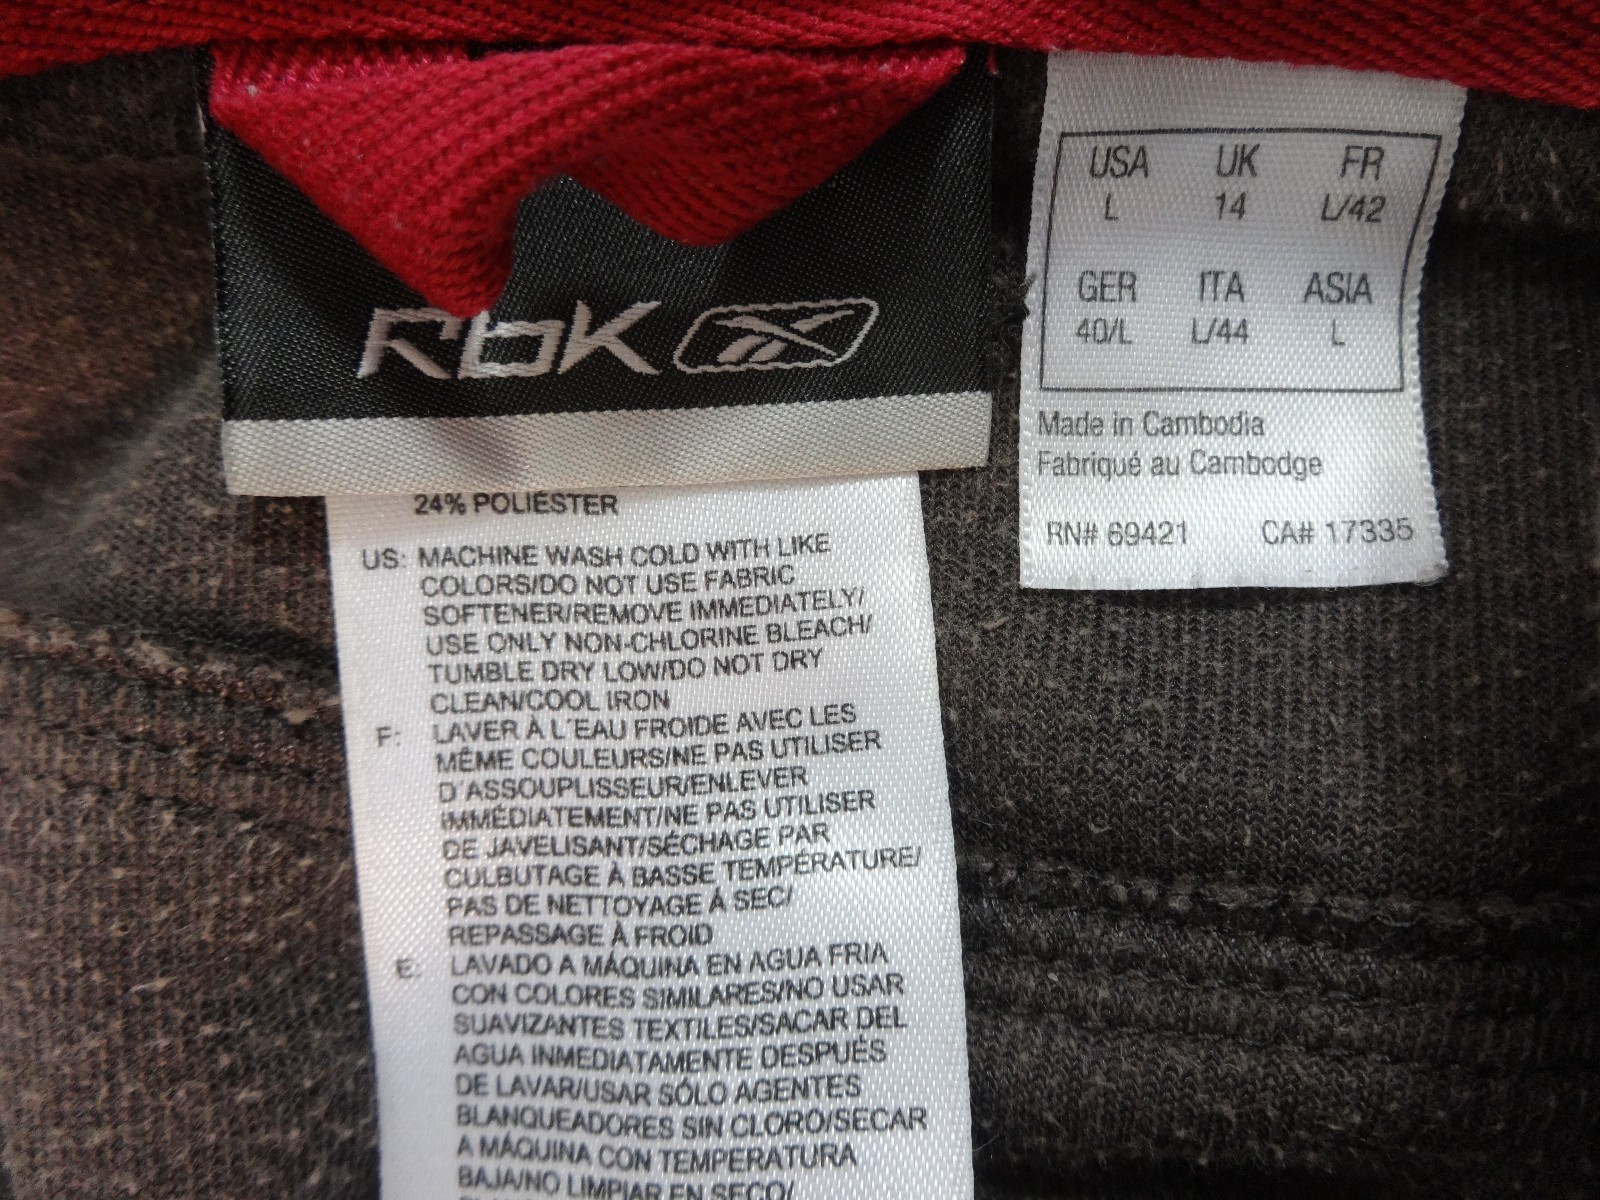 Rbk
USA UK FR
L 14 L/42
GER ITA ASIA
40/L L/44 L
Made in Cambodia
Fabriqué au Cambodge
RN# 69421 CA# 17335
24% POLIÉSTER
US: MACHINE WASH COLD WITH LIKE
COLORS/DO NOT USE FABRIC
SOFTENER/REMOVE IMMEDIATELY/
USE ONLY NON-CHLORINE BLEACH/
TUMBLE DRY LOW/DO NOT DRY
CLEAN/COOL IRON
F: LAVER À L'EAU FROIDE AVEC LES
MÊME COULEURS/NE PAS UTILISER
D'ASSOUPLISSEUR/ENLEVER
IMMÉDIATEMENT/NE PAS UTILISER
DE JAVELISANT/SÉCHAGE PAR
CULBUTAGE À BASSE TEMPÉRATURE/
PAS DE NETTOYAGE À SEC/
REPASSAGE À FROID
E: LAVADO A MÁQUINA EN AGUA FRIA
CON COLORES SIMILARES/NO USAR
SUAVIZANTES TEXTILES/SACAR DEL
AGUA INMEDIATAMENTE DESPUÉS
DE LAVAR/USAR SÓLO AGENTES
BLANQUEADORES SIN CLORO/SECAR
A MÁQUINA CON TEMPERATURA
BAJA/NO LIMPIAR EN SECO/